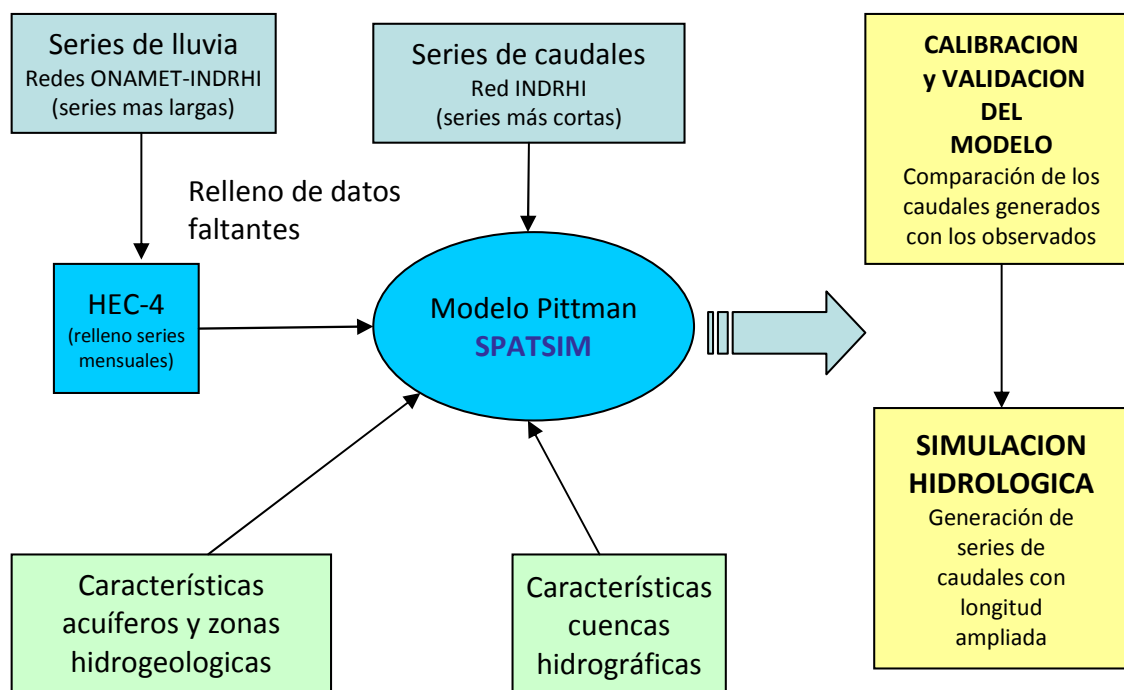 Series de lluvia
Redes ONAMET-INDRHI
(series mas largas)
Series de caudales
Red INDRHI
(series más cortas)
CALIBRACION
y VALIDACION
DEL
MODELO
Comparación de los
caudales generados
con los observados
Relleno de datos
faltantes
HEC-4
(relleno series
mensuales)
Modelo Pittman
SPATSIM
SIMULACION
HIDROLOGICA
Generación de
series de
caudales con
longitud
ampliada
Características
acuíferos y zonas
hidrogeologicas
Características
cuencas
hidrográficas